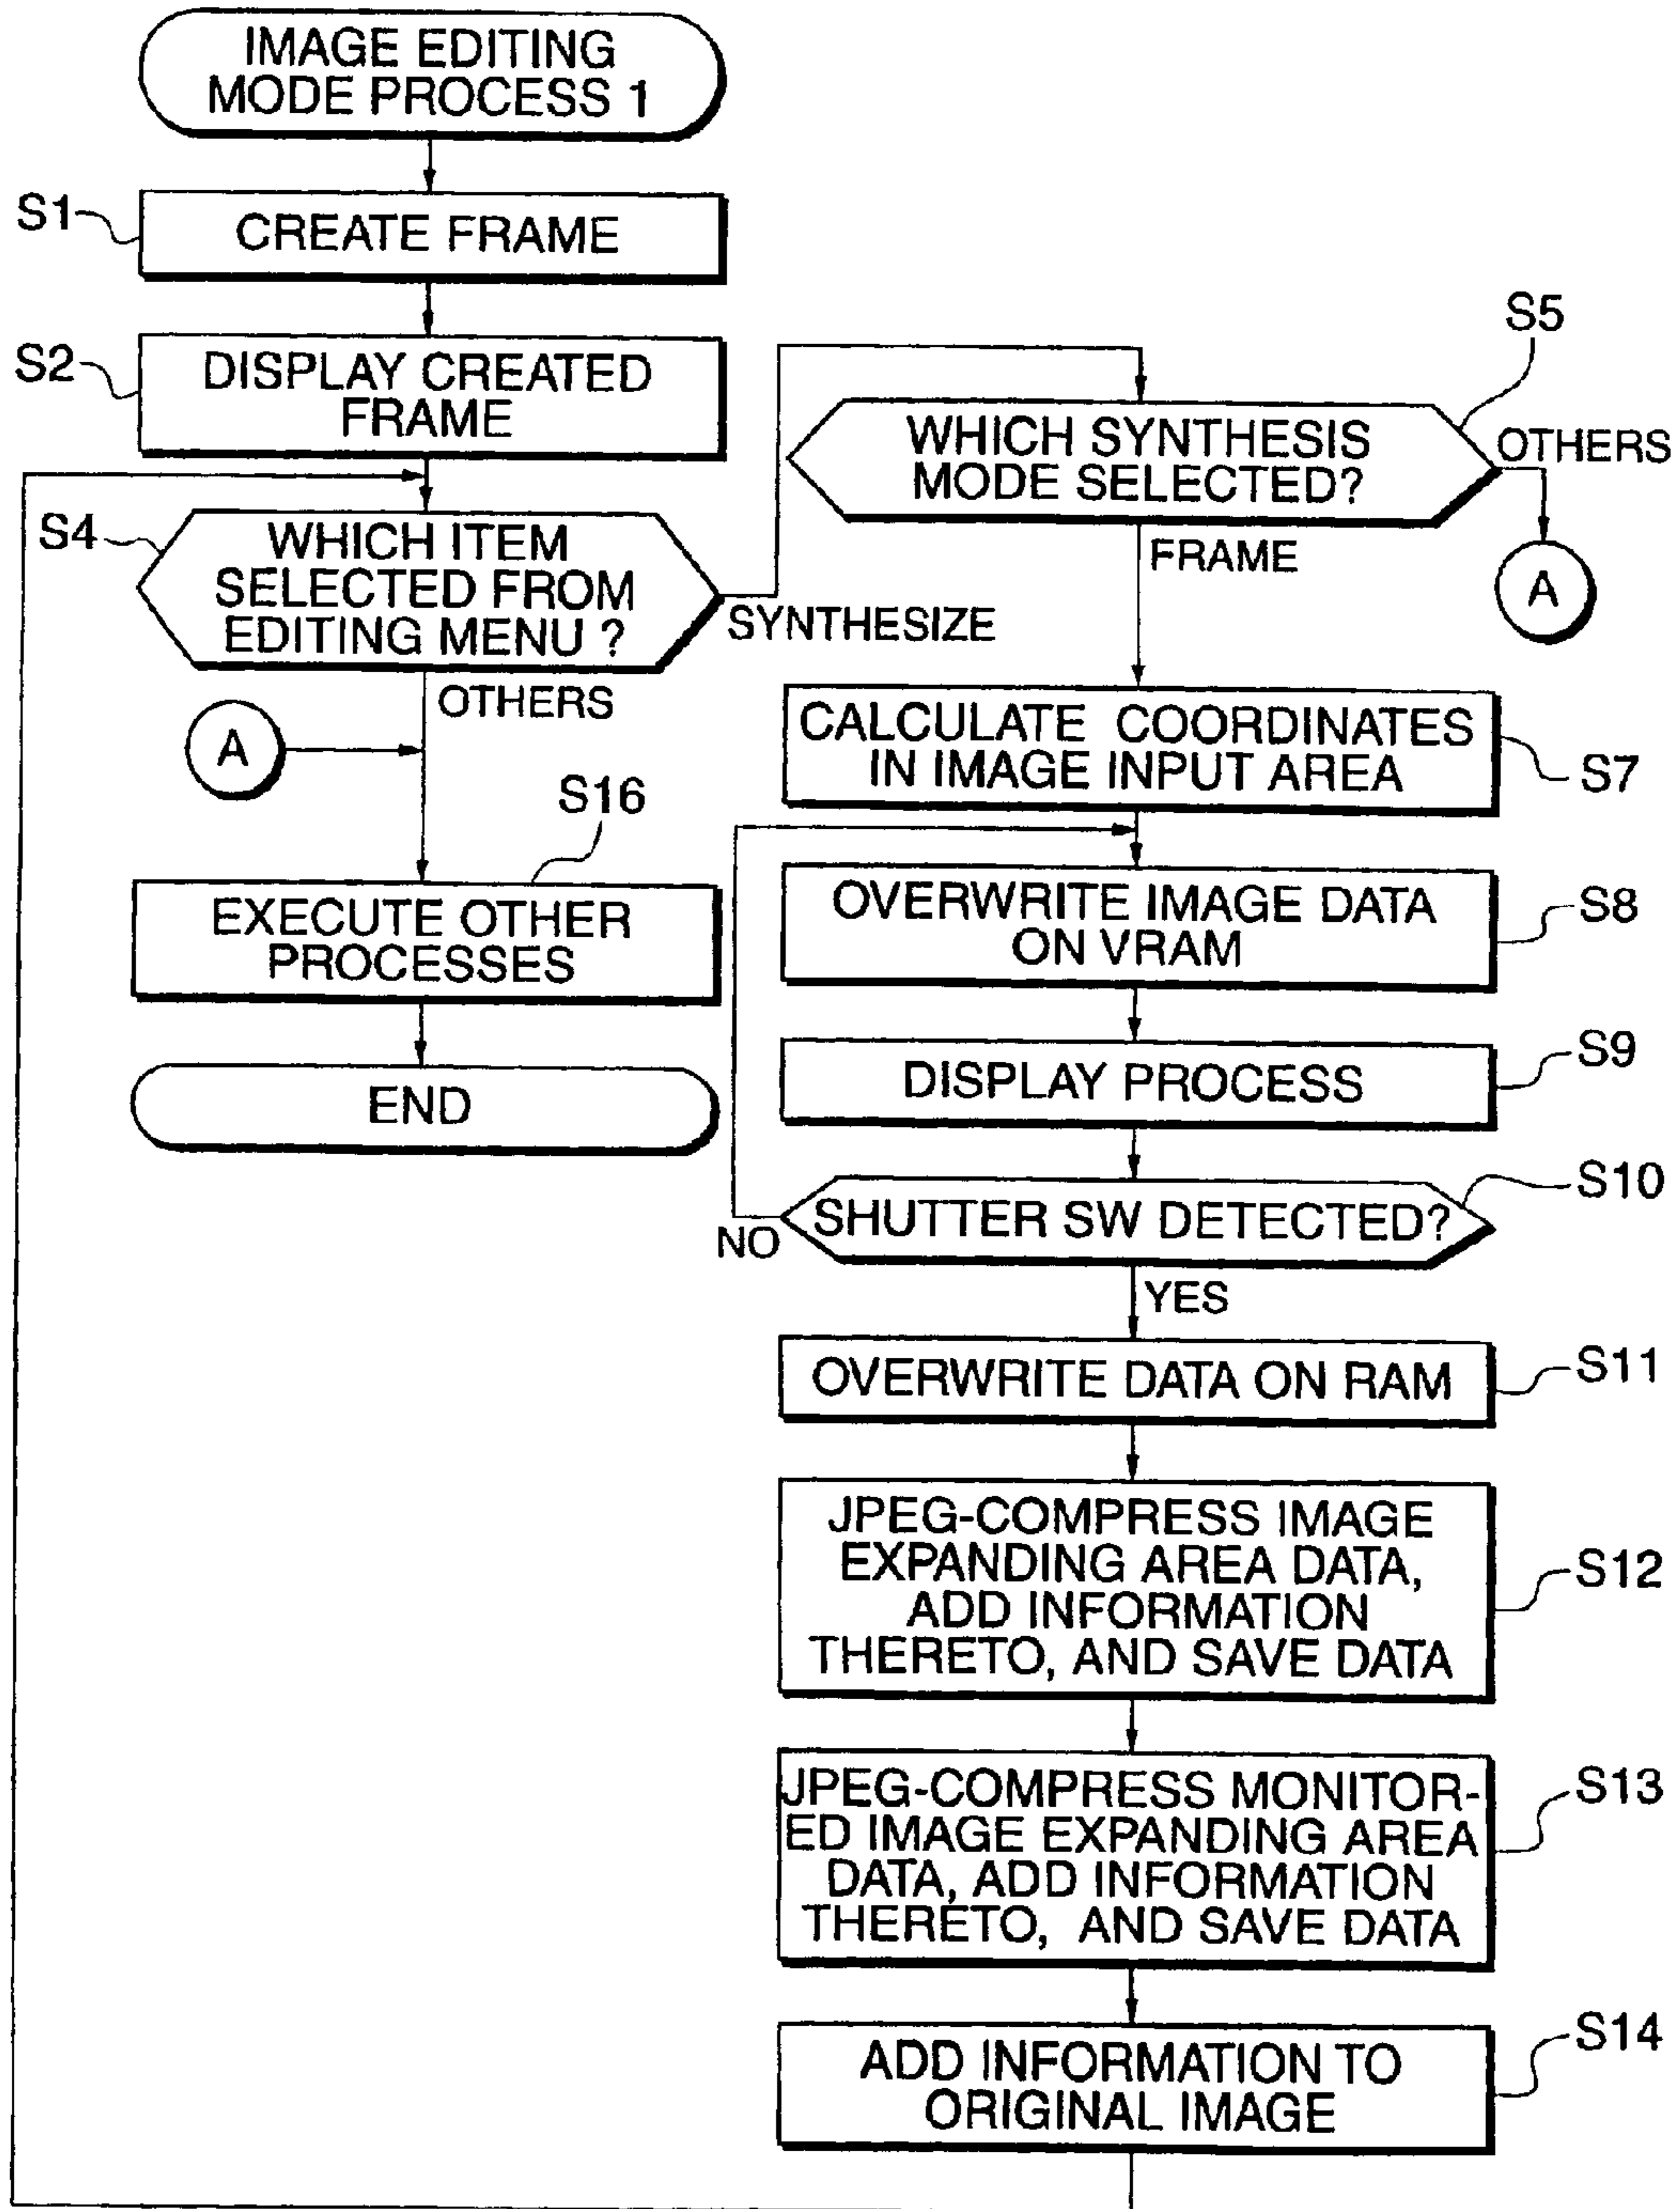 IMAGE EDITING
MODE PROCESS 1
S1
CREATE FRAME
S2
DISPLAY CREATED
FRAME
S4
WHICH ITEM
SELECTED FROM
EDITING MENU ?
SYNTHESIZE
OTHERS
A
S16
EXECUTE OTHER
PROCESSES
END
S5
WHICH SYNTHESIS
MODE SELECTED?
OTHERS
A
FRAME
CALCULATE COORDINATES
IN IMAGE INPUT AREA
S7
OVERWRITE IMAGE DATA
ON VRAM
S8
DISPLAY PROCESS
S9
SHUTTER SW DETECTED?
S10
NO
YES
OVERWRITE DATA ON RAM
S11
JPEG-COMPRESS IMAGE
EXPANDING AREA DATA,
ADD INFORMATION
THERETO, AND SAVE DATA
S12
JPEG-COMPRESS MONITOR-
ED IMAGE EXPANDING AREA
DATA, ADD INFORMATION
THERETO, AND SAVE DATA
S13
ADD INFORMATION TO
ORIGINAL IMAGE
S14